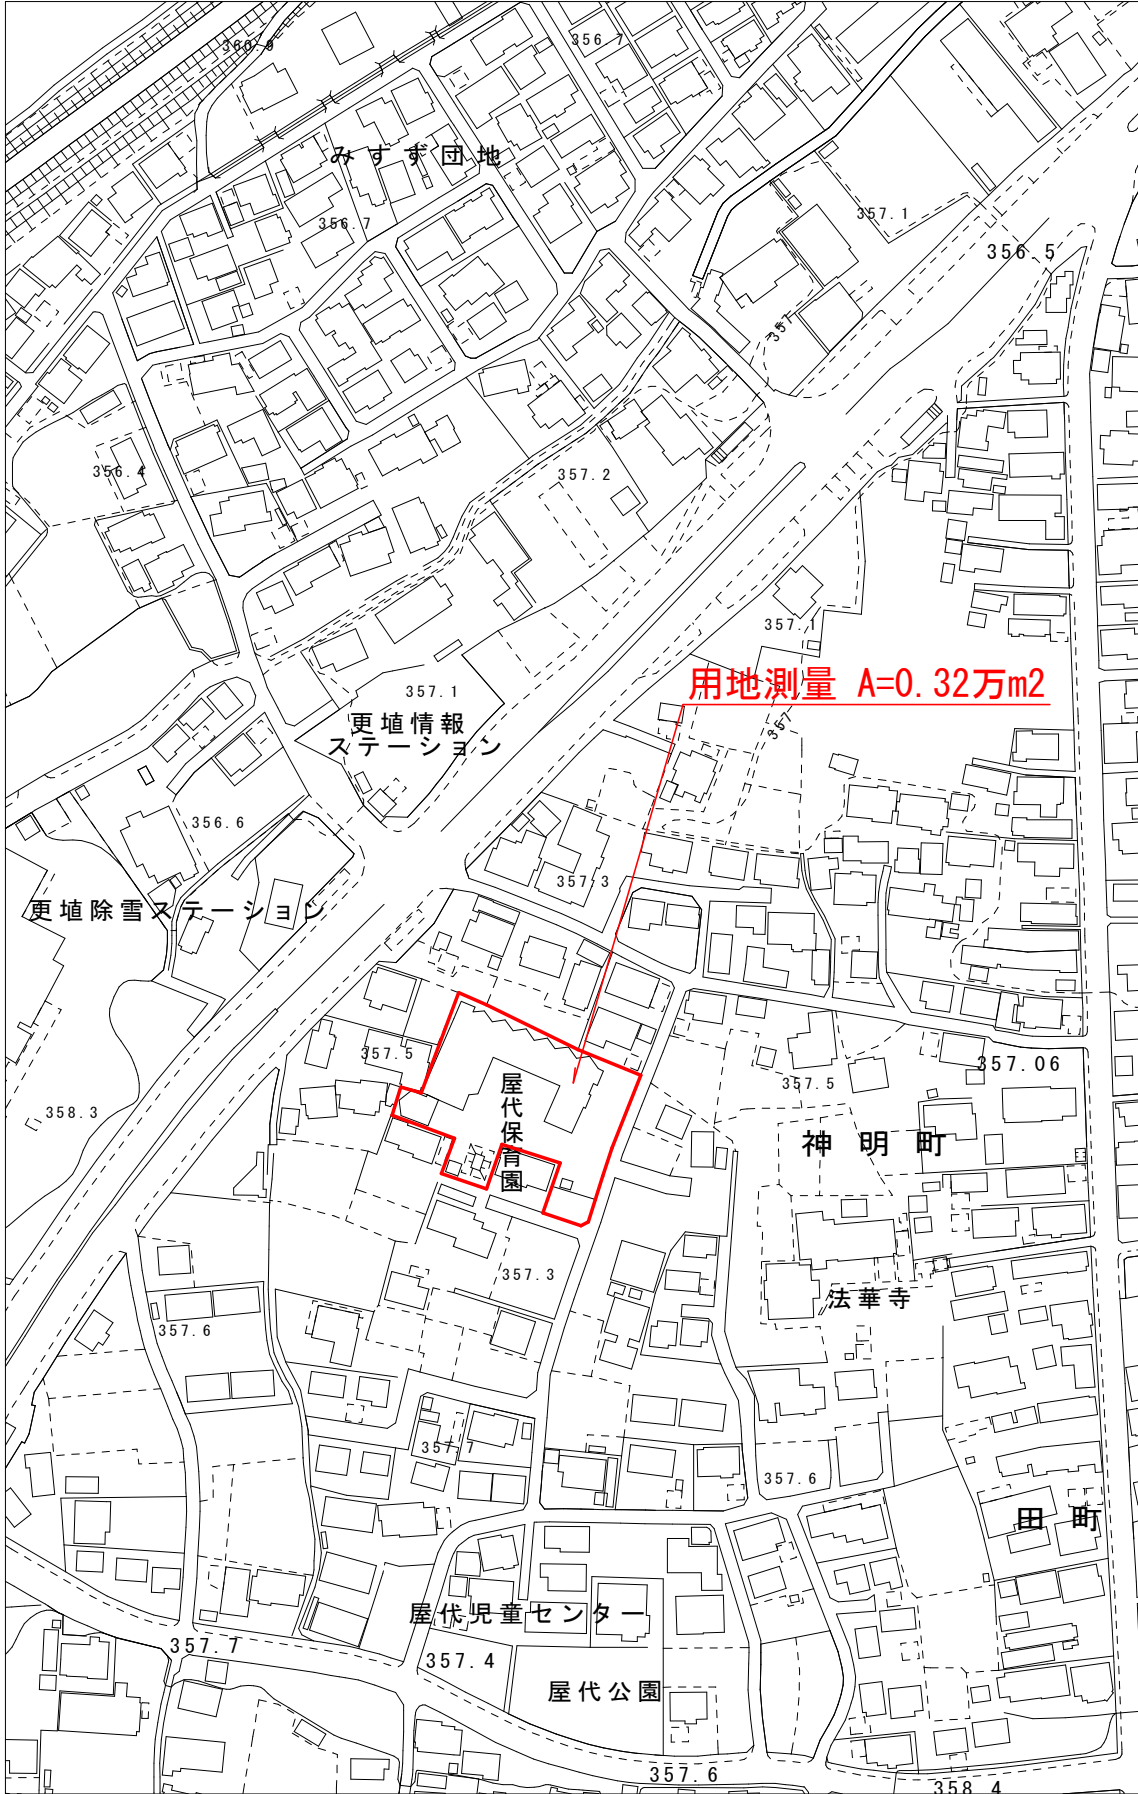 360.9
356.7
みすず団地
356.7
357.1
356.5
357
356.4
357.2
357.1
用地測量 A=0.32万m2
357.1
更埴情報
ステーション
357
356.6
357.3
更埴除雪ステーション
357.5
357.06
357.5
屋代保育園
358.3
神明町
357.3
法華寺
357.6
357.7
357.6
田町
屋代児童センター
357.7
357.4
屋代公園
357.6
358.4